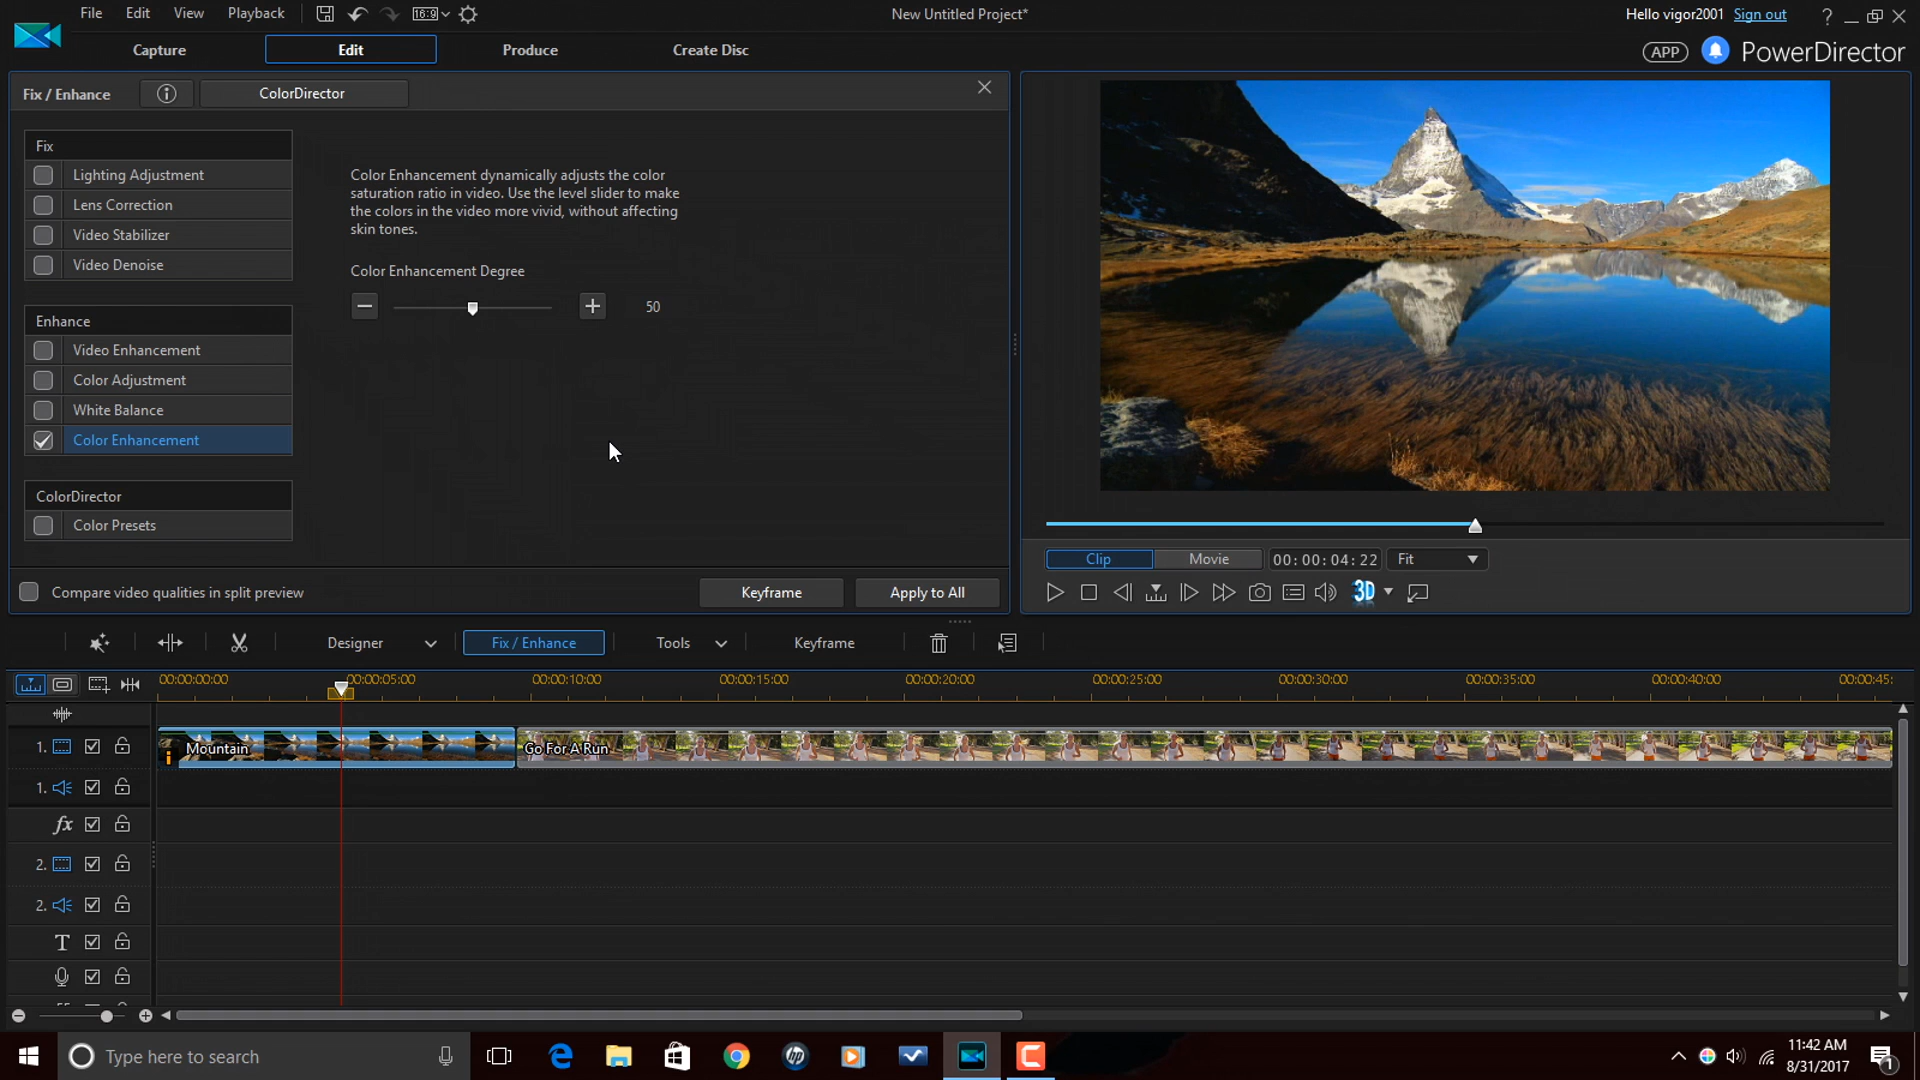 File Edit View Playback 16:9 New Untitled Project* Hello vigor2001 Sign out ?
Capture Edit Produce Create Disc APP PowerDirector
Fix / Enhance i ColorDirector
Fix
Lighting Adjustment
Lens Correction
Video Stabilizer
Video Denoise
Enhance
Video Enhancement
Color Adjustment
White Balance
Color Enhancement
ColorDirector
Color Presets
Color Enhancement dynamically adjusts the color
saturation ratio in video. Use the level slider to make
the colors in the video more vivid, without affecting
skin tones.
Color Enhancement Degree
50
Compare video qualities in split preview Keyframe Apply to All
Clip Movie 00:00:04:22 Fit
3D
Designer Fix / Enhance Tools Keyframe
00:00:00:00 00:00:05:00 00:00:10:00 00:00:15:00 00:00:20:00 00:00:25:00 00:00:30:00 00:00:35:00 00:00:40:00 00:00:45:
1. Mountain Go For A Run
i
1.
fx
2.
2.
T
Type here to search
hp
11:42 AM
8/31/2017
1